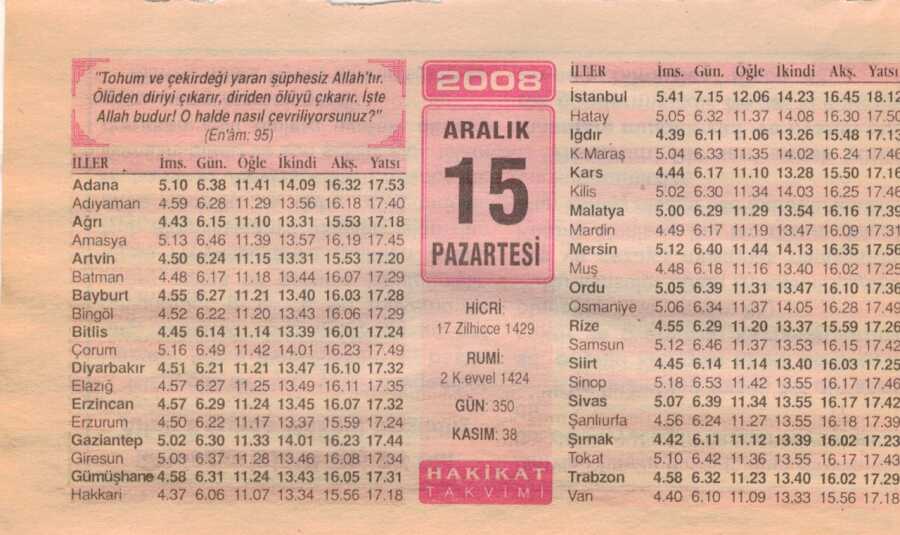 "Tohum ve çekirdeği yaran şüphesiz Allah'tır.
Ölüden diriyi çıkarır, diriden ölüyü çıkarır. İşte
Allah budur! O halde nasıl çevriliyorsunuz?"
(En'âm: 95)
İLLER İms. Gün. Öğle İkindi Akş. Yatsı
Adana 5.10 6.38 11.41 14.09 16.32 17.53
Adıyaman 4.59 6.28 11.29 13.56 16.18 17.40
Ağrı 4.43 6.15 11.10 13.31 15.53 17.18
Amasya 5.13 6.46 11.39 13.57 16.19 17.45
Artvin 4.50 6.24 11.15 13.31 15.53 17.20
Batman 4.48 6.17 11.18 13.44 16.07 17.29
Bayburt 4.55 6.27 11.21 13.40 16.03 17.28
Bingöl 4.52 6.22 11.20 13.43 16.06 17.29
Bitlis 4.45 6.14 11.14 13.39 16.01 17.24
Çorum 5.16 6.49 11.42 14.01 16.23 17.49
Diyarbakır 4.51 6.21 11.21 13.47 16.10 17.32
Elazığ 4.57 6.27 11.25 13.49 16.11 17.35
Erzincan 4.57 6.29 11.24 13.45 16.07 17.32
Erzurum 4.50 6.22 11.17 13.37 15.59 17.24
Gaziantep 5.02 6.30 11.33 14.01 16.23 17.44
Giresun 5.03 6.37 11.28 13.46 16.08 17.34
Gümüşhane 4.58 6.31 11.24 13.43 16.05 17.31
Hakkari 4.37 6.06 11.07 13.34 15.56 17.18
2008
ARALIK
15
PAZARTESİ
HİCRİ:
17 Zilhicce 1429
RUMİ:
2 K.evvel 1424
GÜN: 350
KASIM: 38
HAKİKAT
TAKVİMİ
İLLER İms. Gün. Öğle İkindi Akş. Yatsı
İstanbul 5.41 7.15 12.06 14.23 16.45 18.12
Hatay 5.05 6.32 11.37 14.08 16.30 17.50
Iğdır 4.39 6.11 11.06 13.26 15.48 17.13
K.Maraş 5.04 6.33 11.35 14.02 16.24 17.46
Kars 4.44 6.17 11.10 13.28 15.50 17.16
Kilis 5.02 6.30 11.34 14.03 16.25 17.46
Malatya 5.00 6.29 11.29 13.54 16.16 17.39
Mardin 4.49 6.17 11.19 13.47 16.09 17.31
Mersin 5.12 6.40 11.44 14.13 16.35 17.56
Muş 4.48 6.18 11.16 13.40 16.02 17.25
Ordu 5.05 6.39 11.31 13.47 16.10 17.36
Osmaniye 5.06 6.34 11.37 14.05 16.28 17.49
Rize 4.55 6.29 11.20 13.37 15.59 17.26
Samsun 5.12 6.46 11.37 13.53 16.15 17.42
Siirt 4.45 6.14 11.14 13.40 16.03 17.25
Sinop 5.18 6.53 11.42 13.55 16.17 17.46
Sivas 5.07 6.39 11.34 13.55 16.17 17.42
Şanlıurfa 4.56 6.24 11.27 13.55 16.18 17.39
Şırnak 4.42 6.11 11.12 13.39 16.02 17.23
Tokat 5.10 6.42 11.36 13.55 16.17 17.43
Trabzon 4.58 6.32 11.23 13.40 16.02 17.29
Van 4.40 6.10 11.09 13.33 15.56 17.18